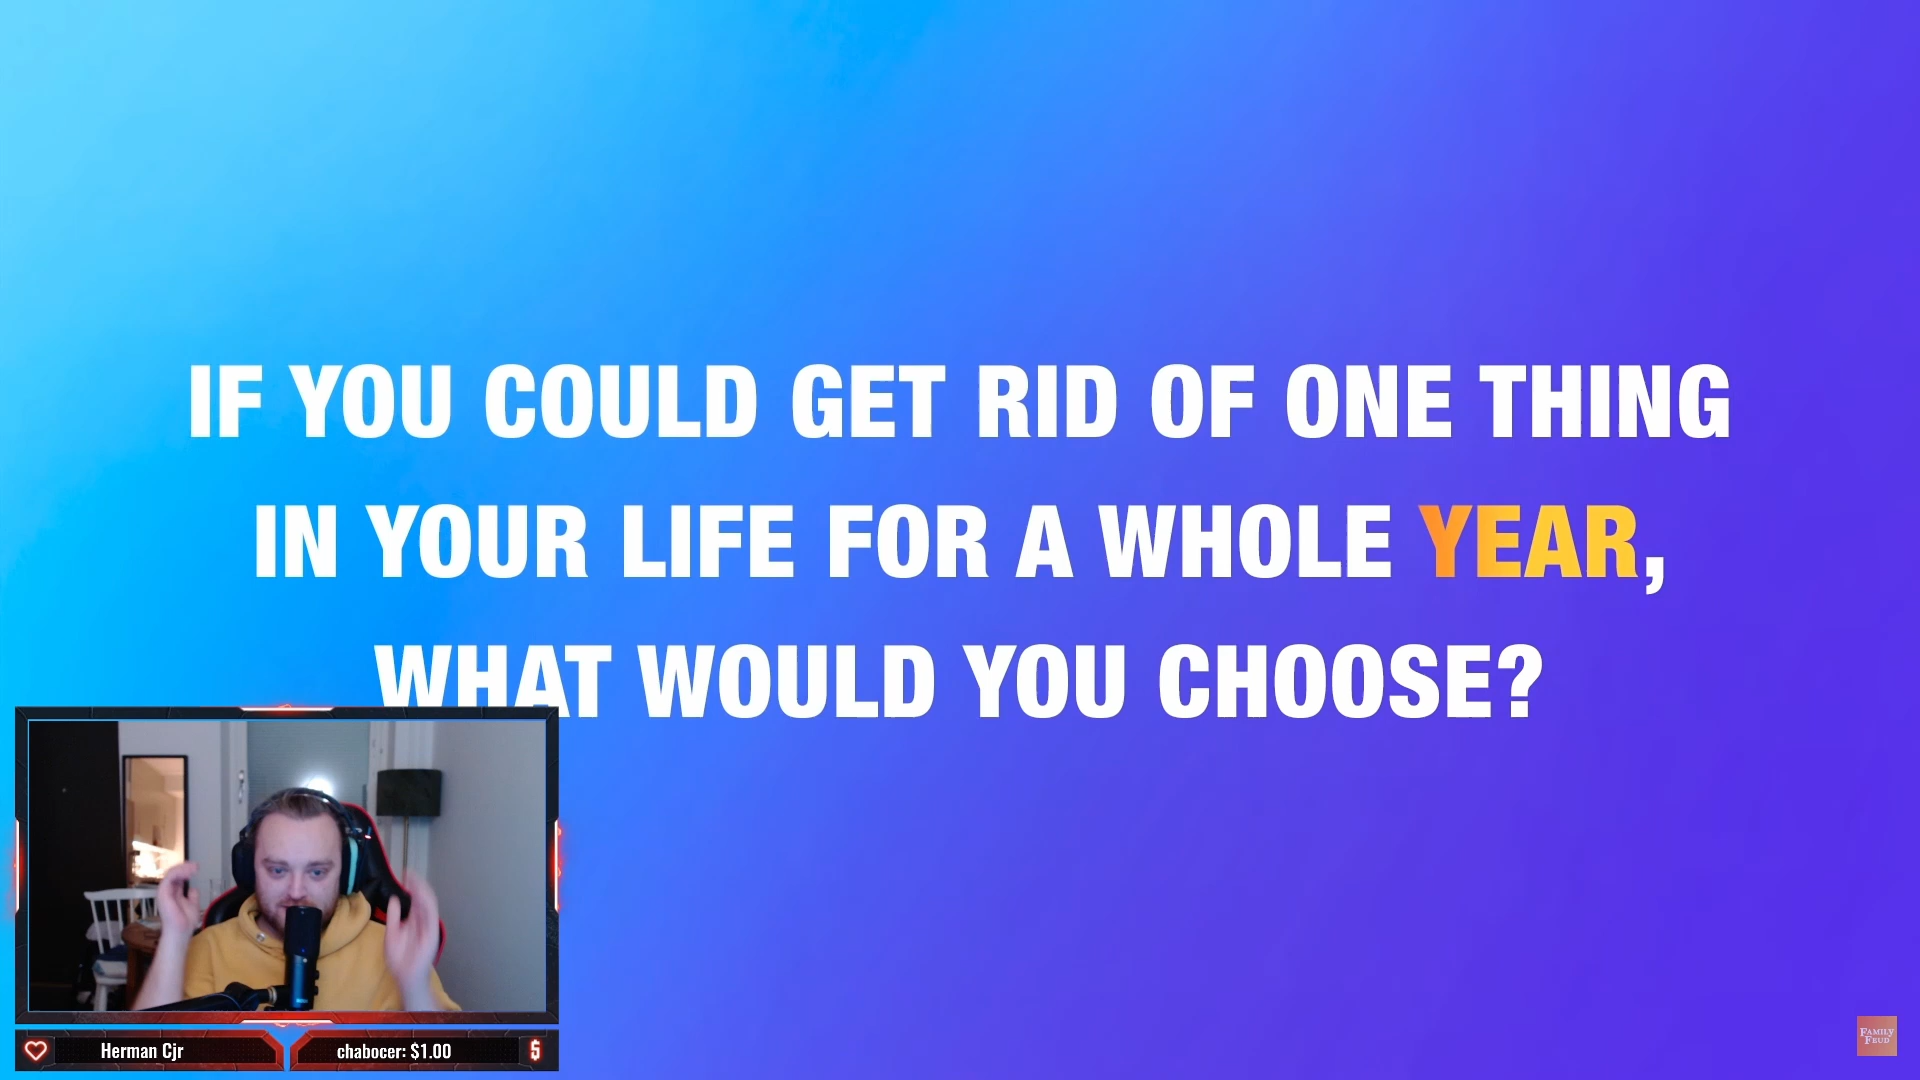 IF YOU COULD GET RID OF ONE THING
IN YOUR LIFE FOR A WHOLE YEAR,
WHAT WOULD YOU CHOOSE?
Herman Cjr
chabocer: $1.00
$
FAMILY
FEUD